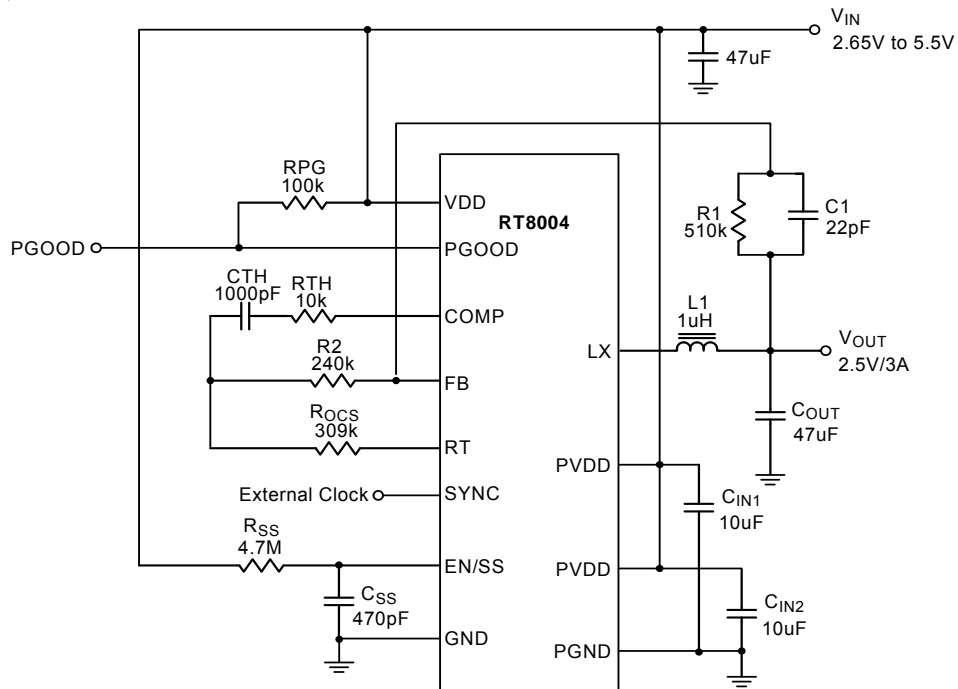 VIN
2.65V to 5.5V
47uF
RPG
100k
VDD
RT8004
R1
510k
C1
22pF
PGOOD
PGOOD
CTH
1000pF
RTH
10k
COMP
L1
1uH
LX
VOUT
2.5V/3A
R2
240k
FB
ROCS
309k
RT
COUT
47uF
PVDD
External Clock
SYNC
CIN1
10uF
RSS
4.7M
EN/SS
PVDD
CSS
470pF
CIN2
10uF
GND
PGND